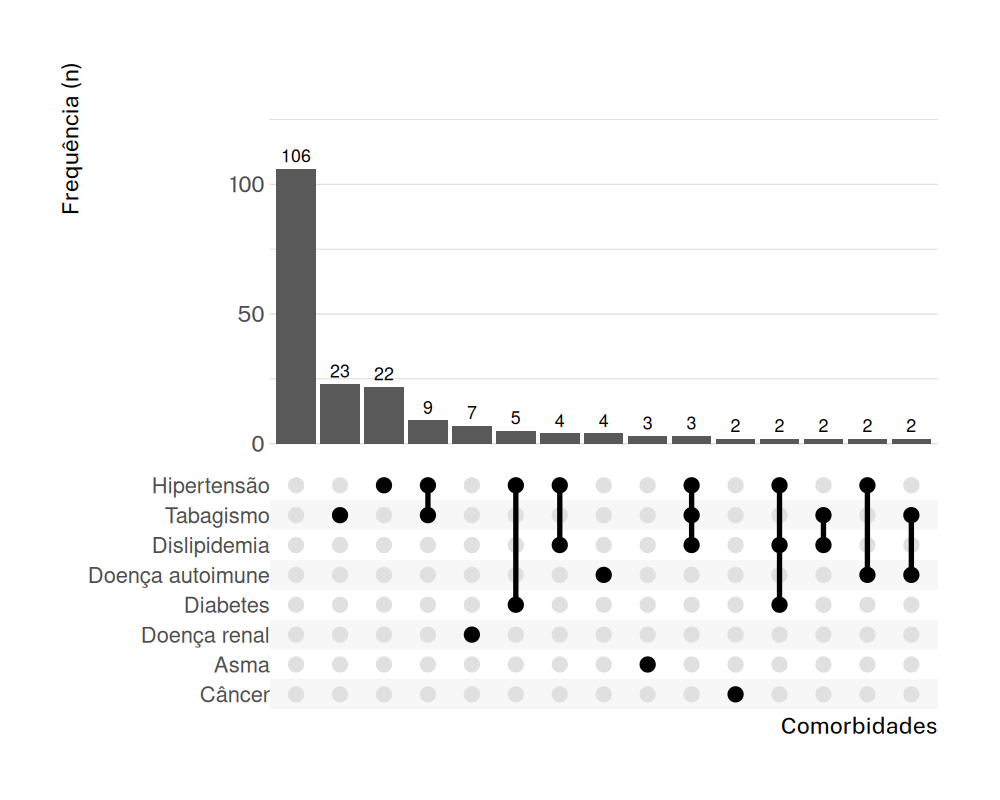 Frequência (n)
106
100
50
23
22
9
7
5
4
4
3
3
2
2
2
2
2
0
Hipertensão
Tabagismo
Dislipidemia
Doença autoimune
Diabetes
Doença renal
Asma
Câncer
Comorbidades